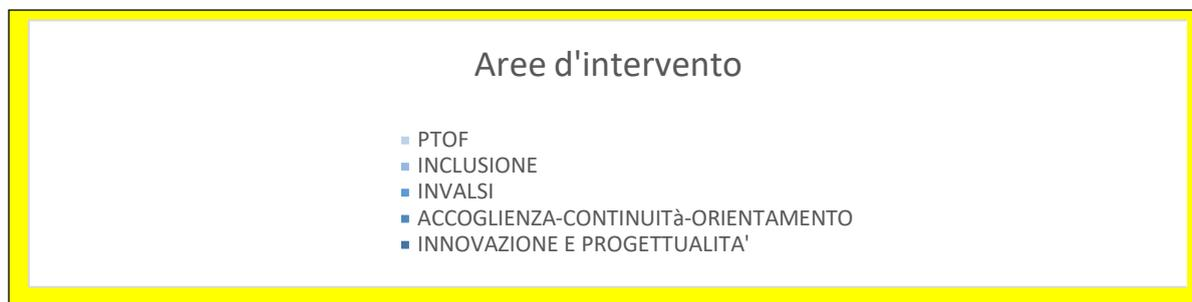 Aree d'intervento
PTOF
INCLUSIONE
INVALSI
ACCOGLIENZA-CONTINUITà-ORIENTAMENTO
INNOVAZIONE E PROGETTUALITA'